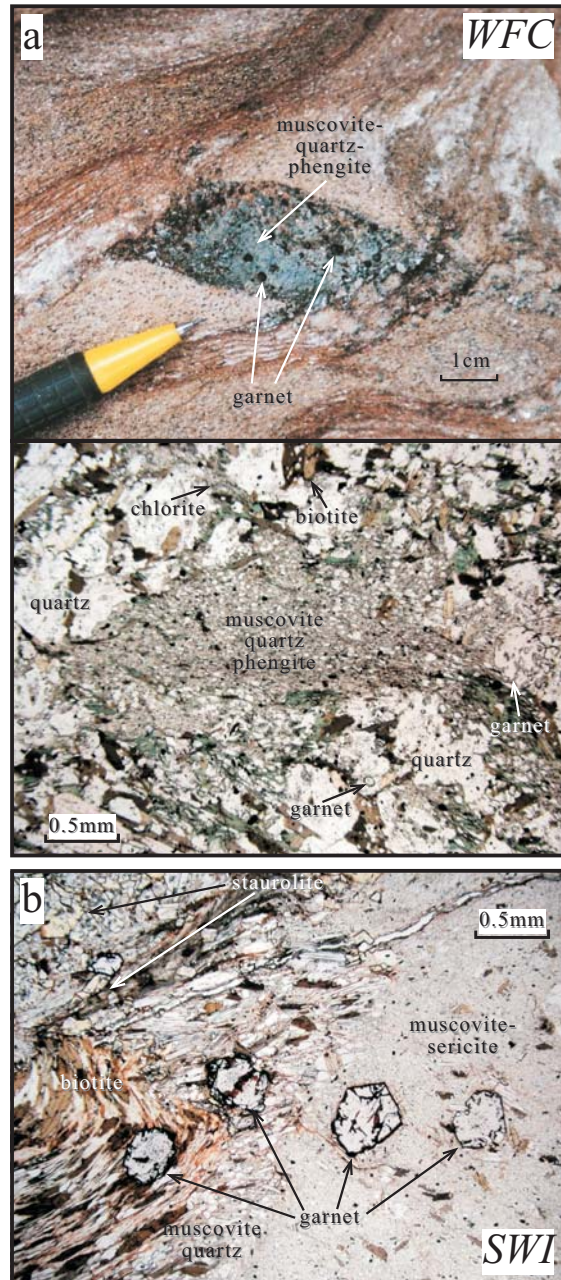 a
WFC
muscovite-
quartz-
phengite
garnet
1cm
chlorite
biotite
quartz
muscovite
quartz
phengite
garnet
quartz
garnet
0.5mm
b
staurolite
0.5mm
muscovite-
sericite
biotite
garnet
muscovite
quartz
SWI